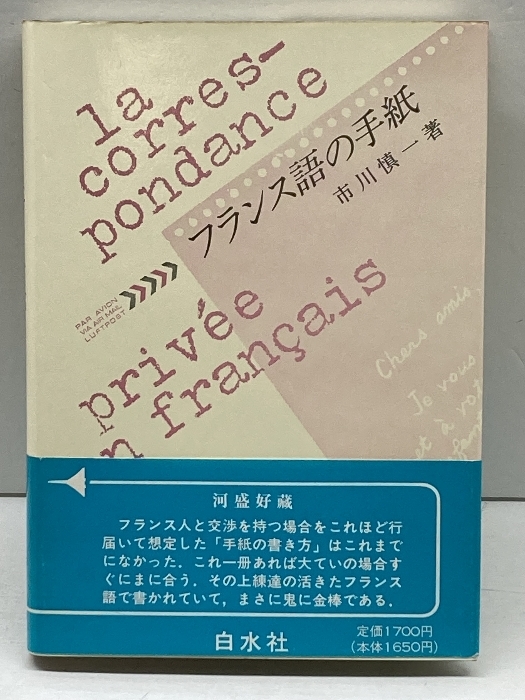 la
corres-
pondance
フランス語の手紙
市川慎一著
PAR AVION
VIA AIR MAIL
LUFTPOST
privée
n français
Chers amis,
Je vous
et à vot
河盛好蔵
フランス人と交渉を持つ場合をこれほど行
届いて想定した「手紙の書き方」はこれまで
になかった．これ一冊あれば大ていの場合す
ぐにまに合う．その上練達の活きたフランス
語で書かれていて，まさに鬼に金棒である．
白水社
定価1700円
(本体1650円)